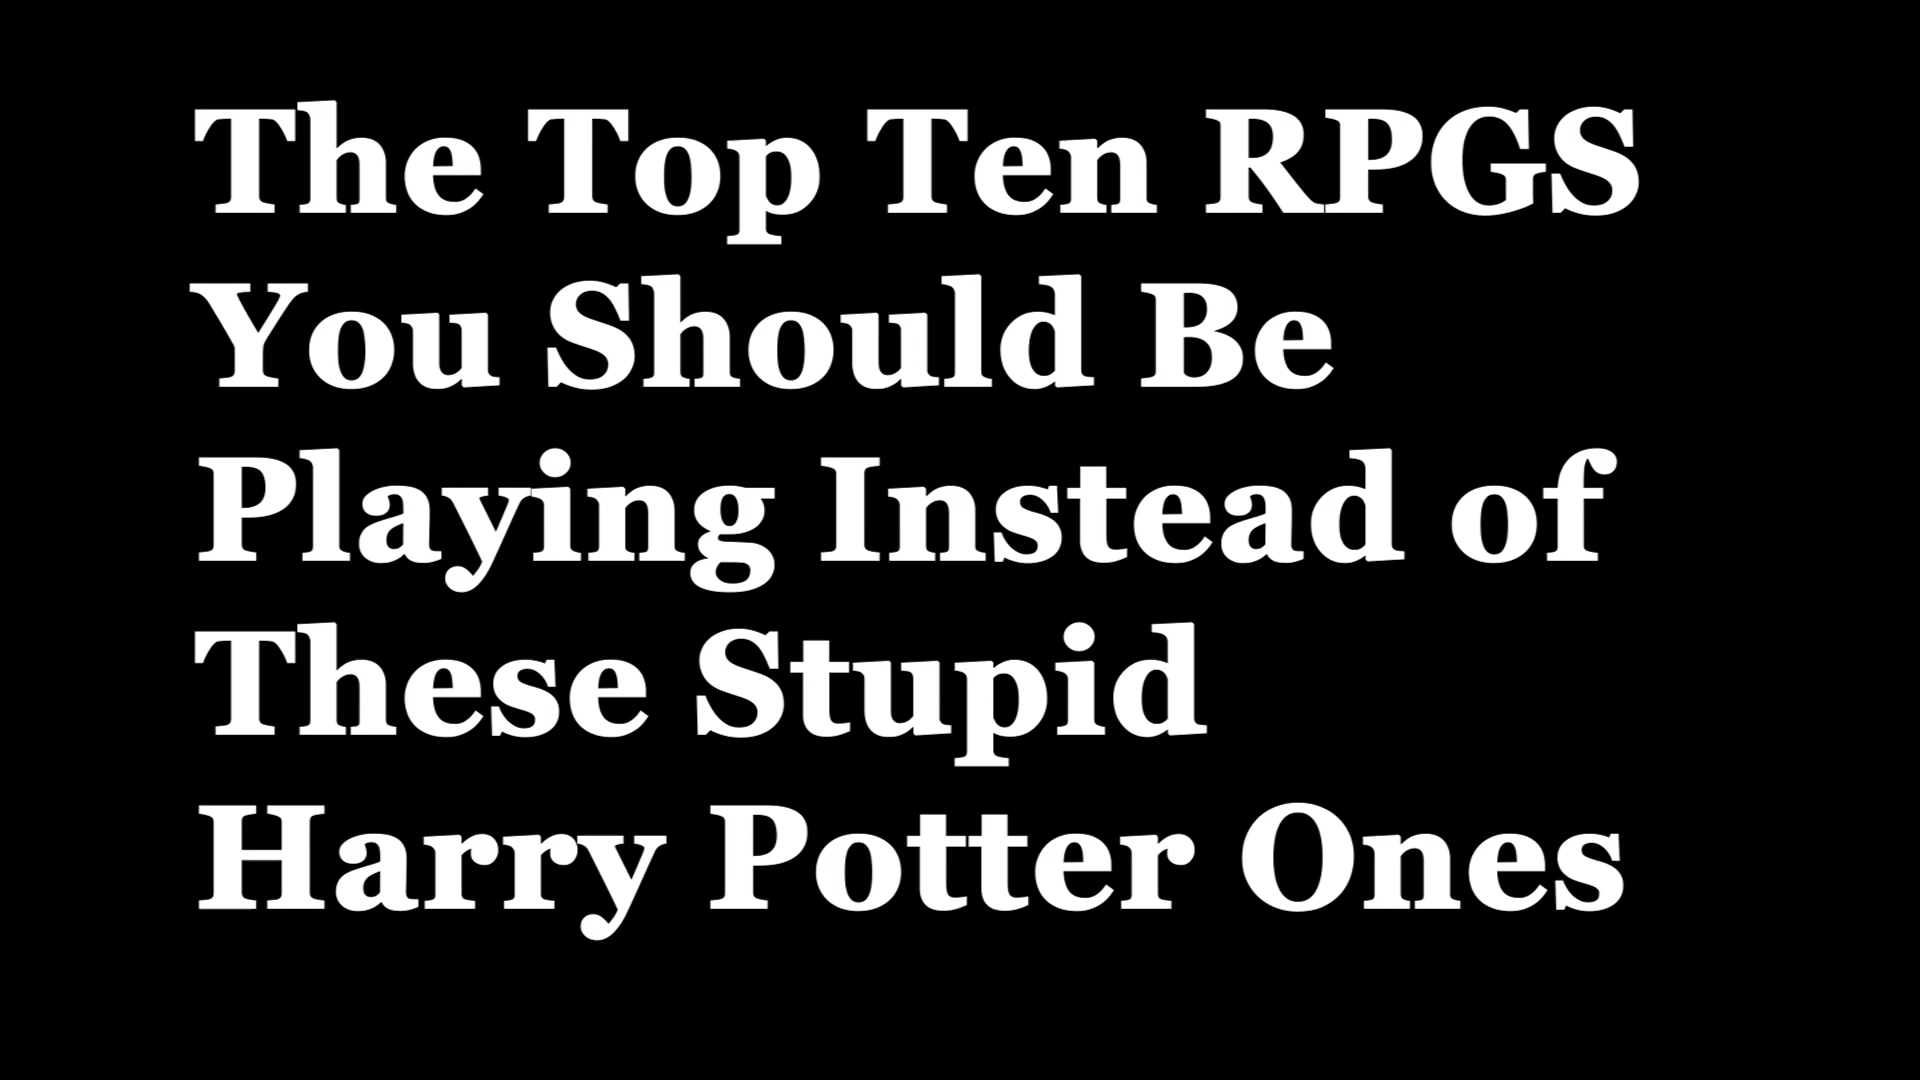 The Top Ten RPGS
You Should Be
Playing Instead of
These Stupid
Harry Potter Ones